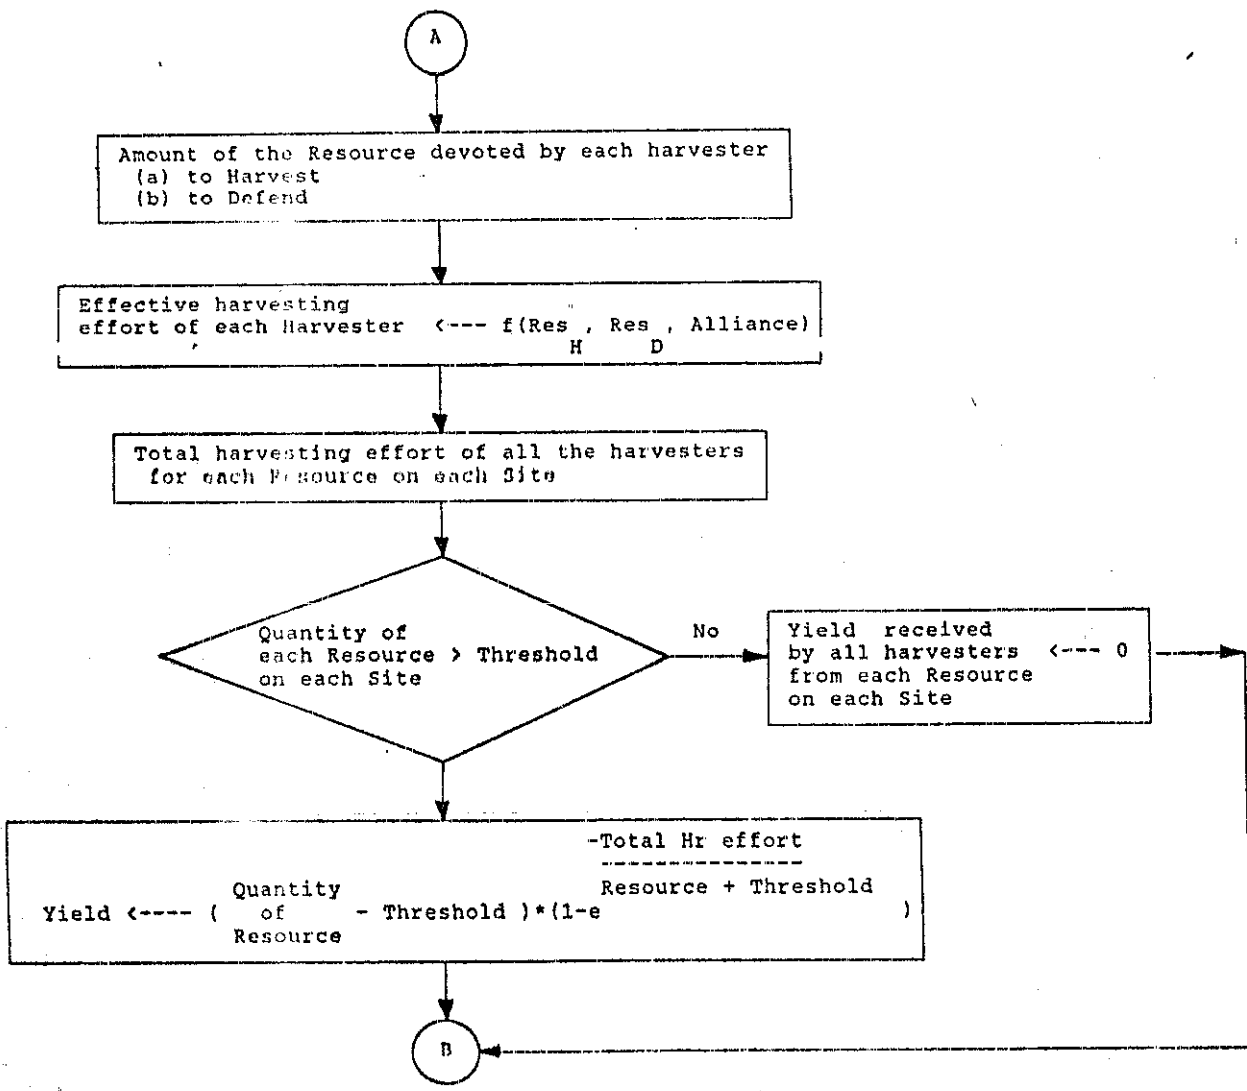 A
Amount of the Resource devoted by each harvester
(a) to Harvest
(b) to Defend
Effective harvesting
effort of each Harvester <--- f(Res , Res , Alliance)
H D
Total harvesting effort of all the harvesters
for each Resource on each Site
Quantity of
each Resource > Threshold
on each Site
No
Yield received
by all harvesters <--- 0
from each Resource
on each Site
-Total Hr effort
----------------
Quantity Resource + Threshold
Yield <---- ( of - Threshold )*(1-e )
Resource
B